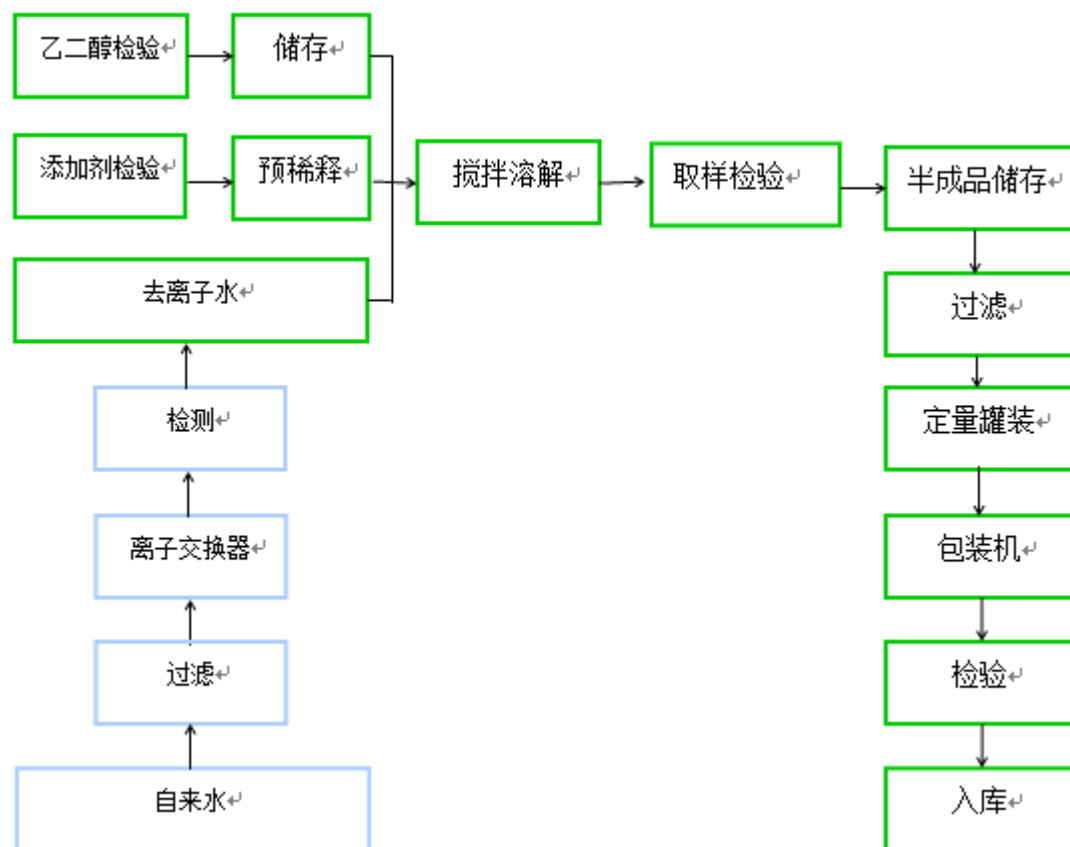 乙二醇检验
储存
添加剂检验
预稀释
搅拌溶解
取样检验
半成品储存
去离子水
过滤
检测
定量罐装
离子交换器
包装机
过滤
检验
自来水
入库